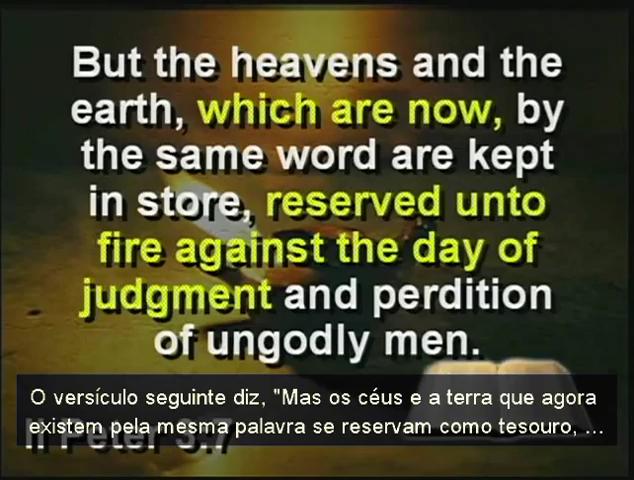 But the heavens and the
earth, which are now, by
the same word are kept
in store, reserved unto
fire against the day of
judgment and perdition
of ungodly men.
O versículo seguinte diz, "Mas os céus e a terra que agora
existem pela mesma palavra se reservam como tesouro, ...
II Peter 3:7